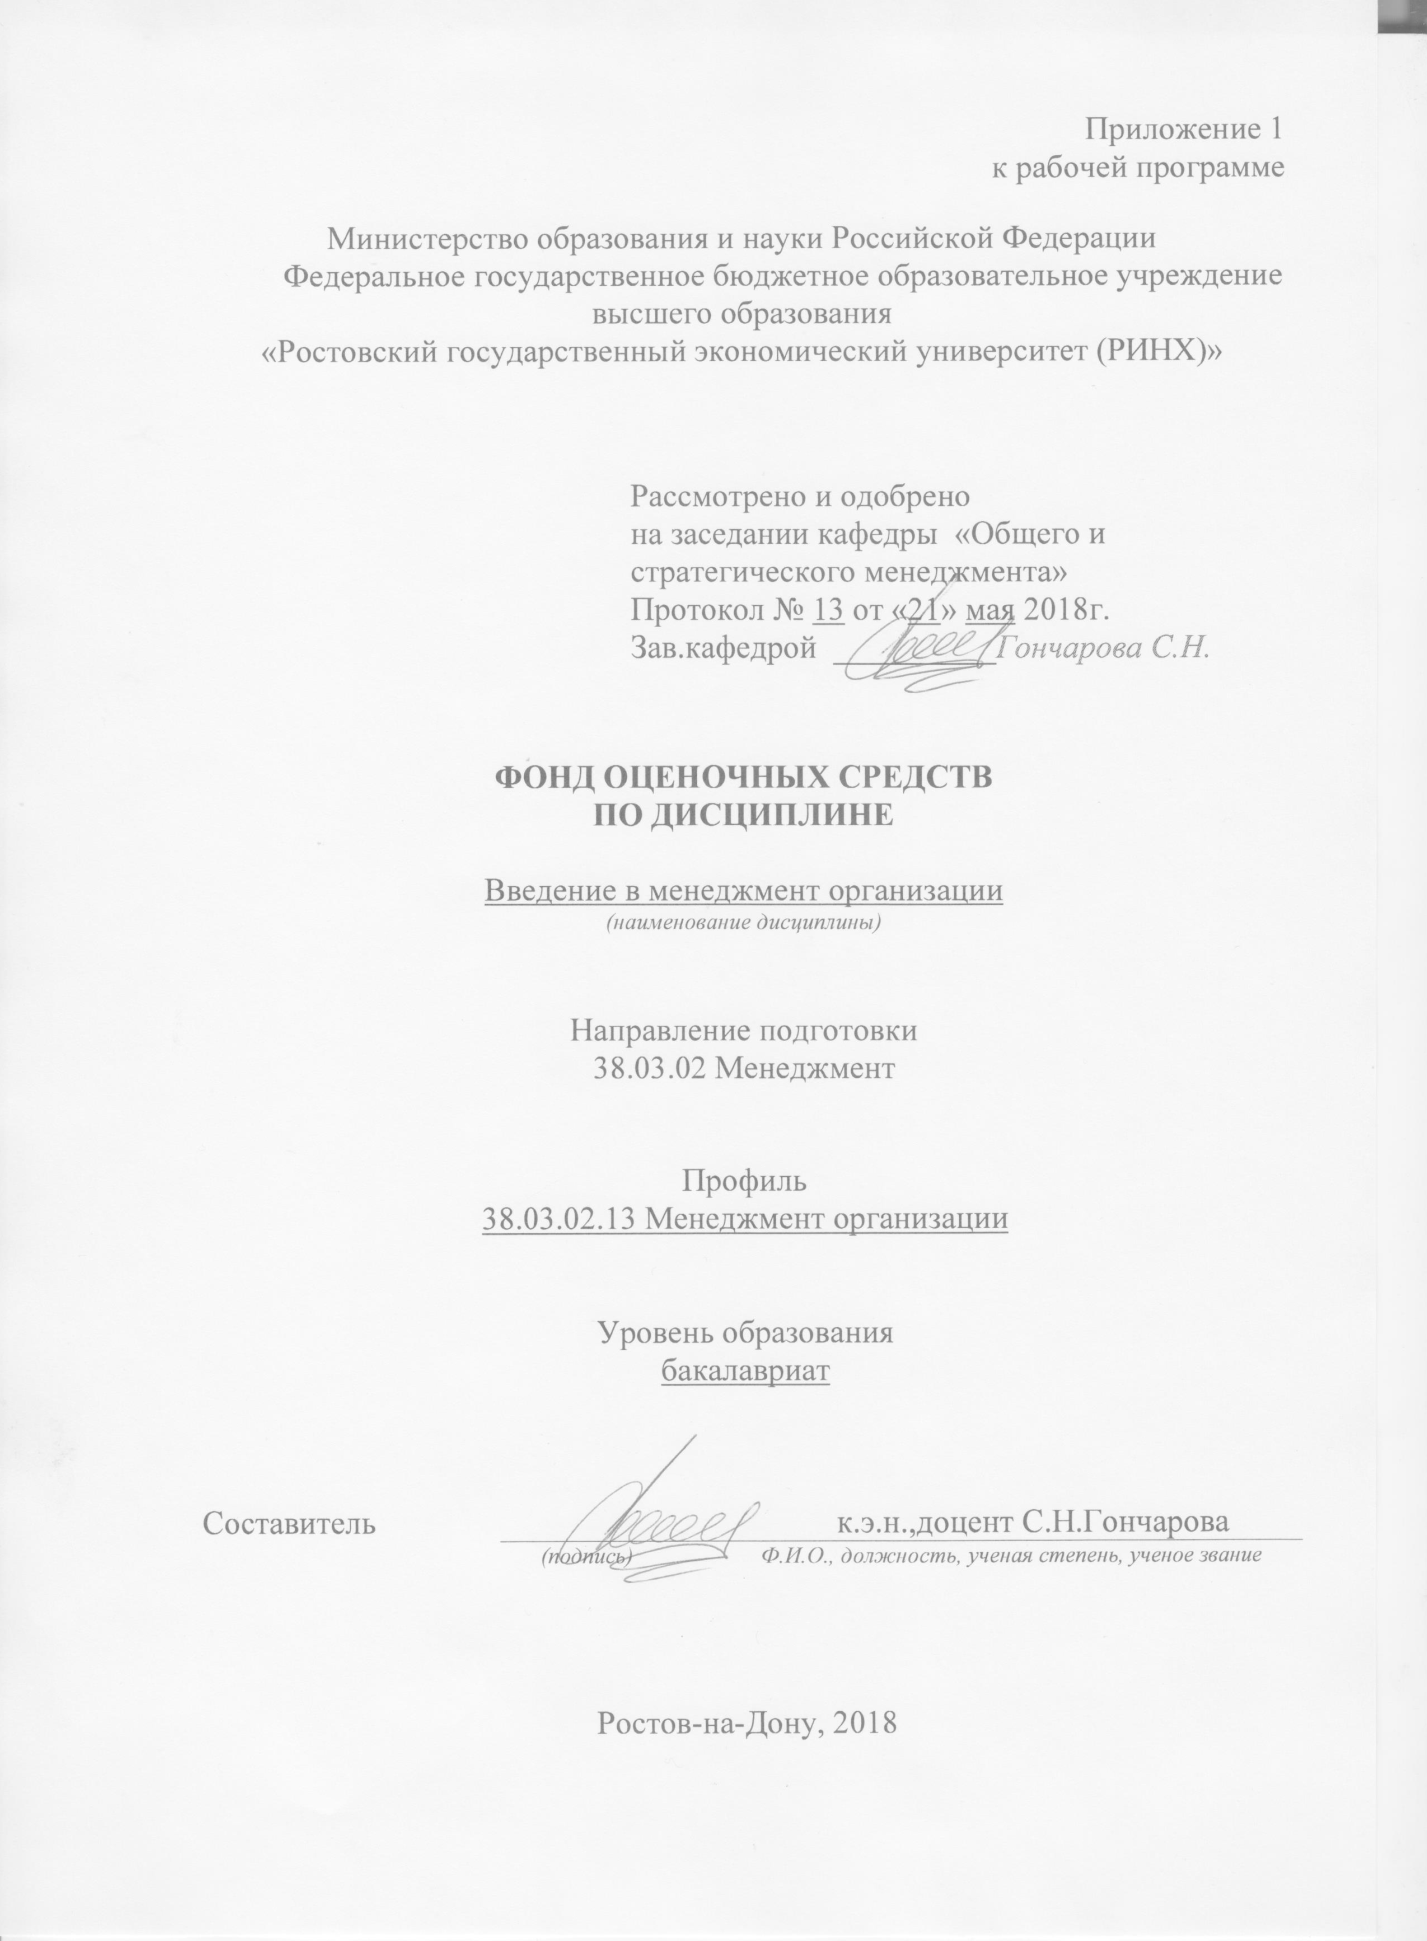 Приложение 1
к рабочей программе
Министерство образования и науки Российской Федерации
Федеральное государственное бюджетное образовательное учреждение
высшего образования
«Ростовский государственный экономический университет (РИНХ)»
Рассмотрено и одобрено
на заседании кафедры «Общего и
стратегического менеджмента»
Протокол № 13 от «21» мая 2018г.
Зав.кафедрой Гончарова С.Н.
ФОНД ОЦЕНОЧНЫХ СРЕДСТВ
ПО ДИСЦИПЛИНЕ
Введение в менеджмент организации
(наименование дисциплины)
Направление подготовки
38.03.02 Менеджмент
Профиль
38.03.02.13 Менеджмент организации
Уровень образования
бакалавриат
Составитель к.э.н.,доцент С.Н.Гончарова
(подпись) Ф.И.О., должность, ученая степень, ученое звание
Ростов-на-Дону, 2018